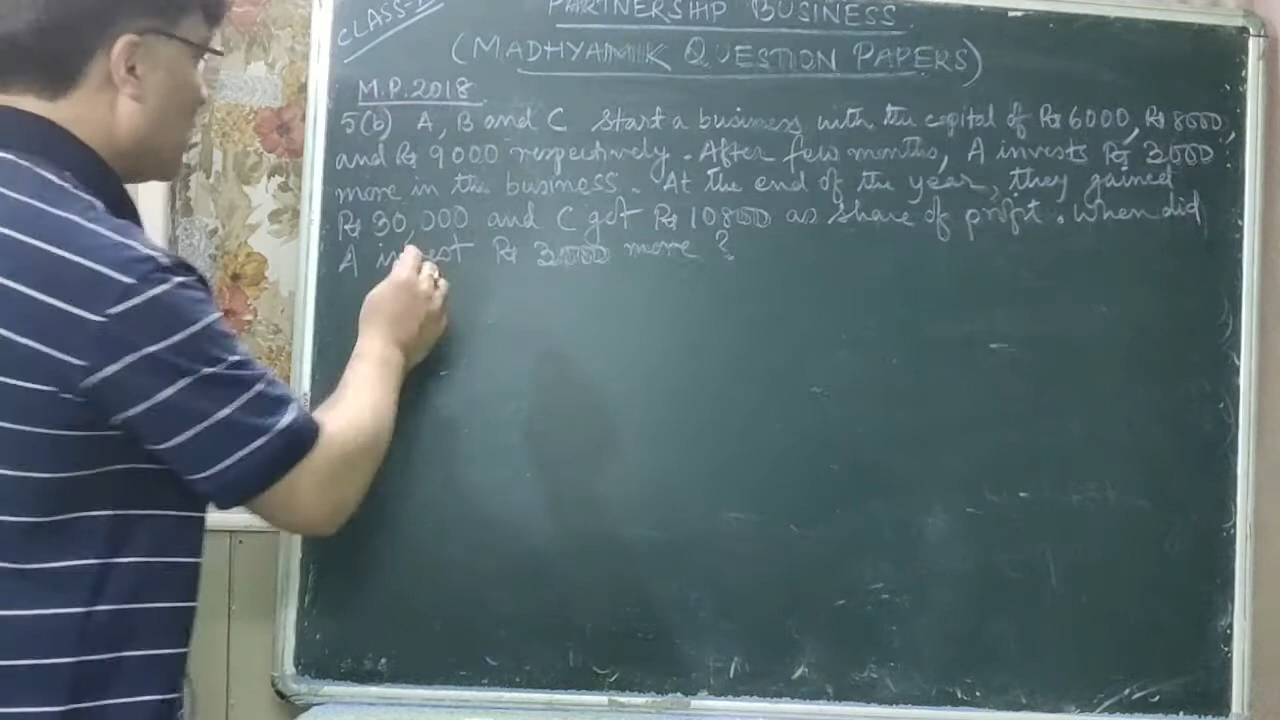 CLASS-X
PARTNERSHIP BUSINESS
(MADHYAMIK QUESTION PAPERS)
M.P.2018
5(b) A, B and C start a business with the capital of Rs 6000, Rs 8000,
and Rs 9000 respectively. After few months, A invests Rs 3000
more in the business. At the end of the year, they gained
Rs 30,000 and C got Rs 10800 as share of profit. When did
A invest Rs 3000 more?